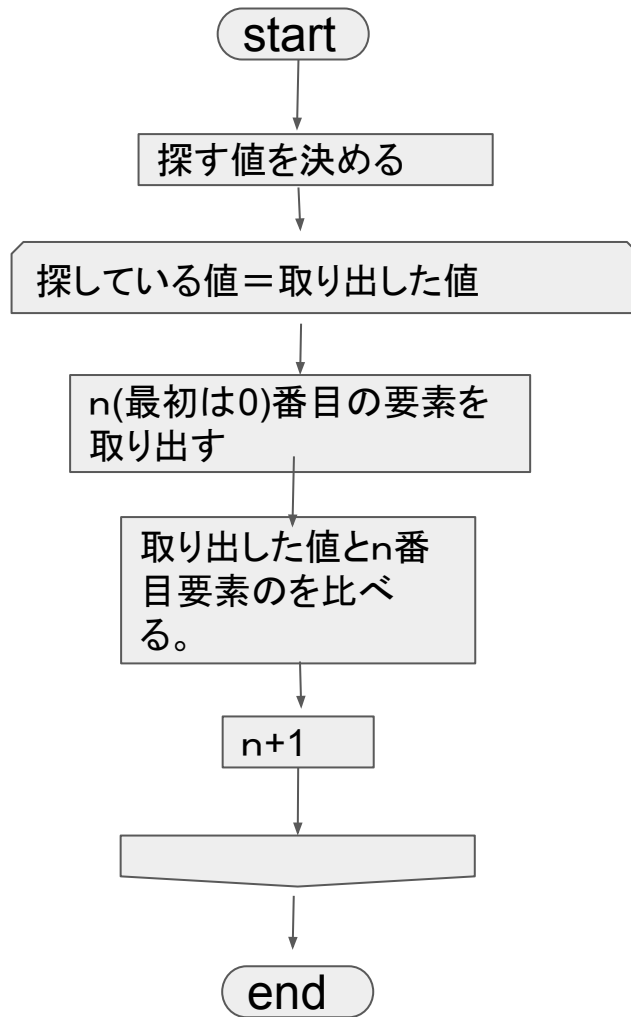 start
探す値を決める
探している値＝取り出した値
n(最初は0)番目の要素を
取り出す
取り出した値とn番
目要素のを比べ
る。
n+1
end